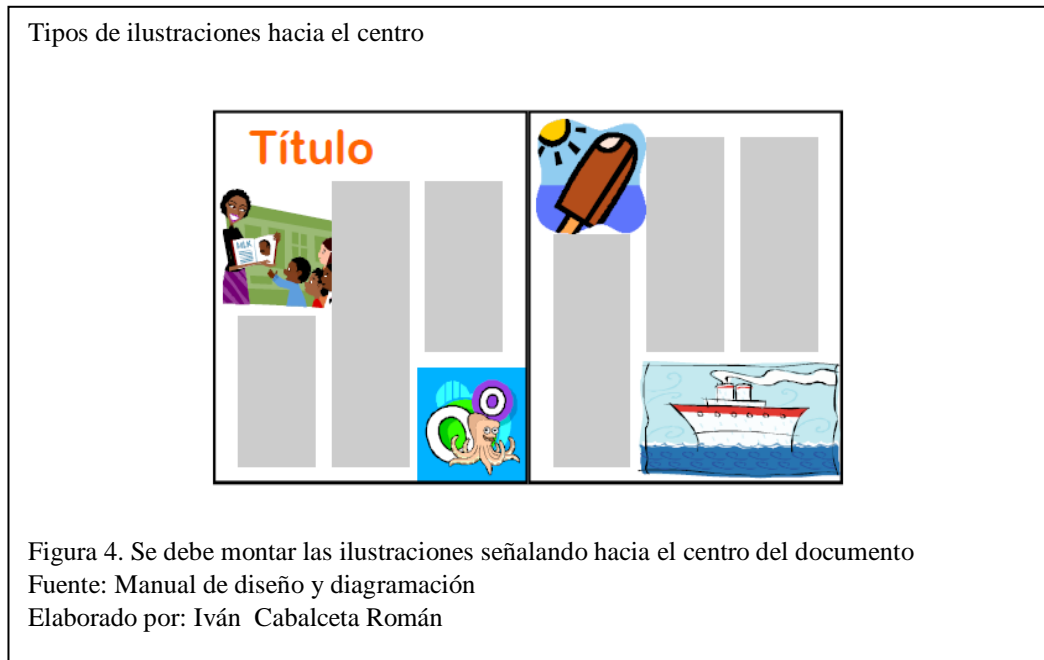 Tipos de ilustraciones hacia el centro
Título
MLK
Figura 4. Se debe montar las ilustraciones señalando hacia el centro del documento
Fuente: Manual de diseño y diagramación
Elaborado por: Iván  Cabalceta Román